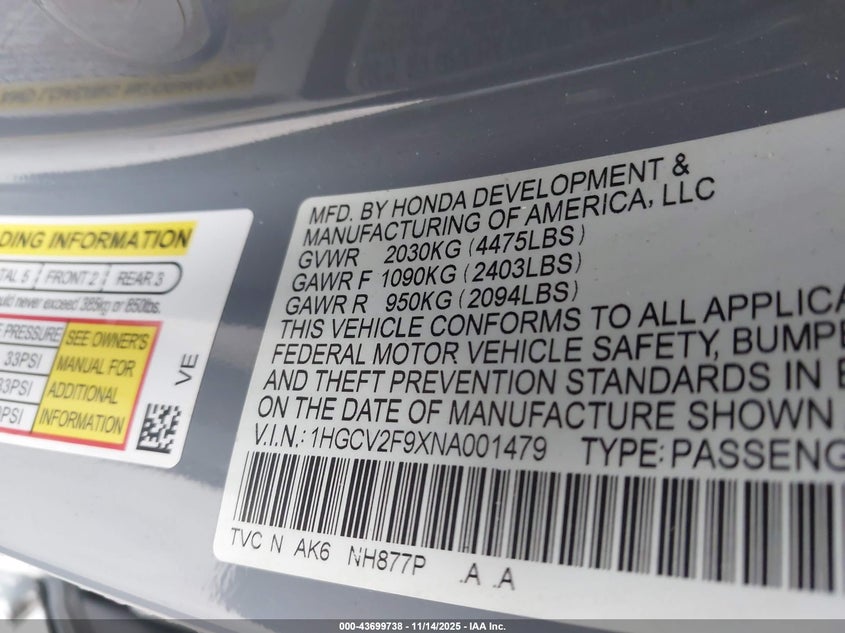 DING INFORMATION
TAL 5 FRONT 2 REAR 3
uld never exceed 385kg or 850lbs.
E PRESSURE
33PSI
33PSI
PSI
SEE OWNER'S
MANUAL FOR
ADDITIONAL
INFORMATION
VE
MFD. BY HONDA DEVELOPMENT &
MANUFACTURING OF AMERICA, LLC
GVWR 2030KG (4475LBS)
GAWR F 1090KG (2403LBS)
GAWR R 950KG (2094LBS)
THIS VEHICLE CONFORMS TO ALL APPLICA
FEDERAL MOTOR VEHICLE SAFETY, BUMPE
AND THEFT PREVENTION STANDARDS IN E
ON THE DATE OF MANUFACTURE SHOWN
V.I.N.: 1HGCV2F9XNA001479 TYPE: PASSENG
TVC N AK6 NH877P .A .A
000-43699738 - 11/14/2025 - IAA Inc.